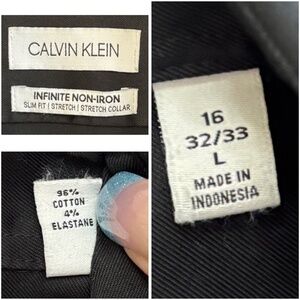 CALVIN KLEIN
INFINITE NON-IRON
SLIM FIT | STRETCH | STRETCH COLLAR
16
32/33
L
MADE IN
INDONESIA
96%
COTTON
4%
ELASTANE